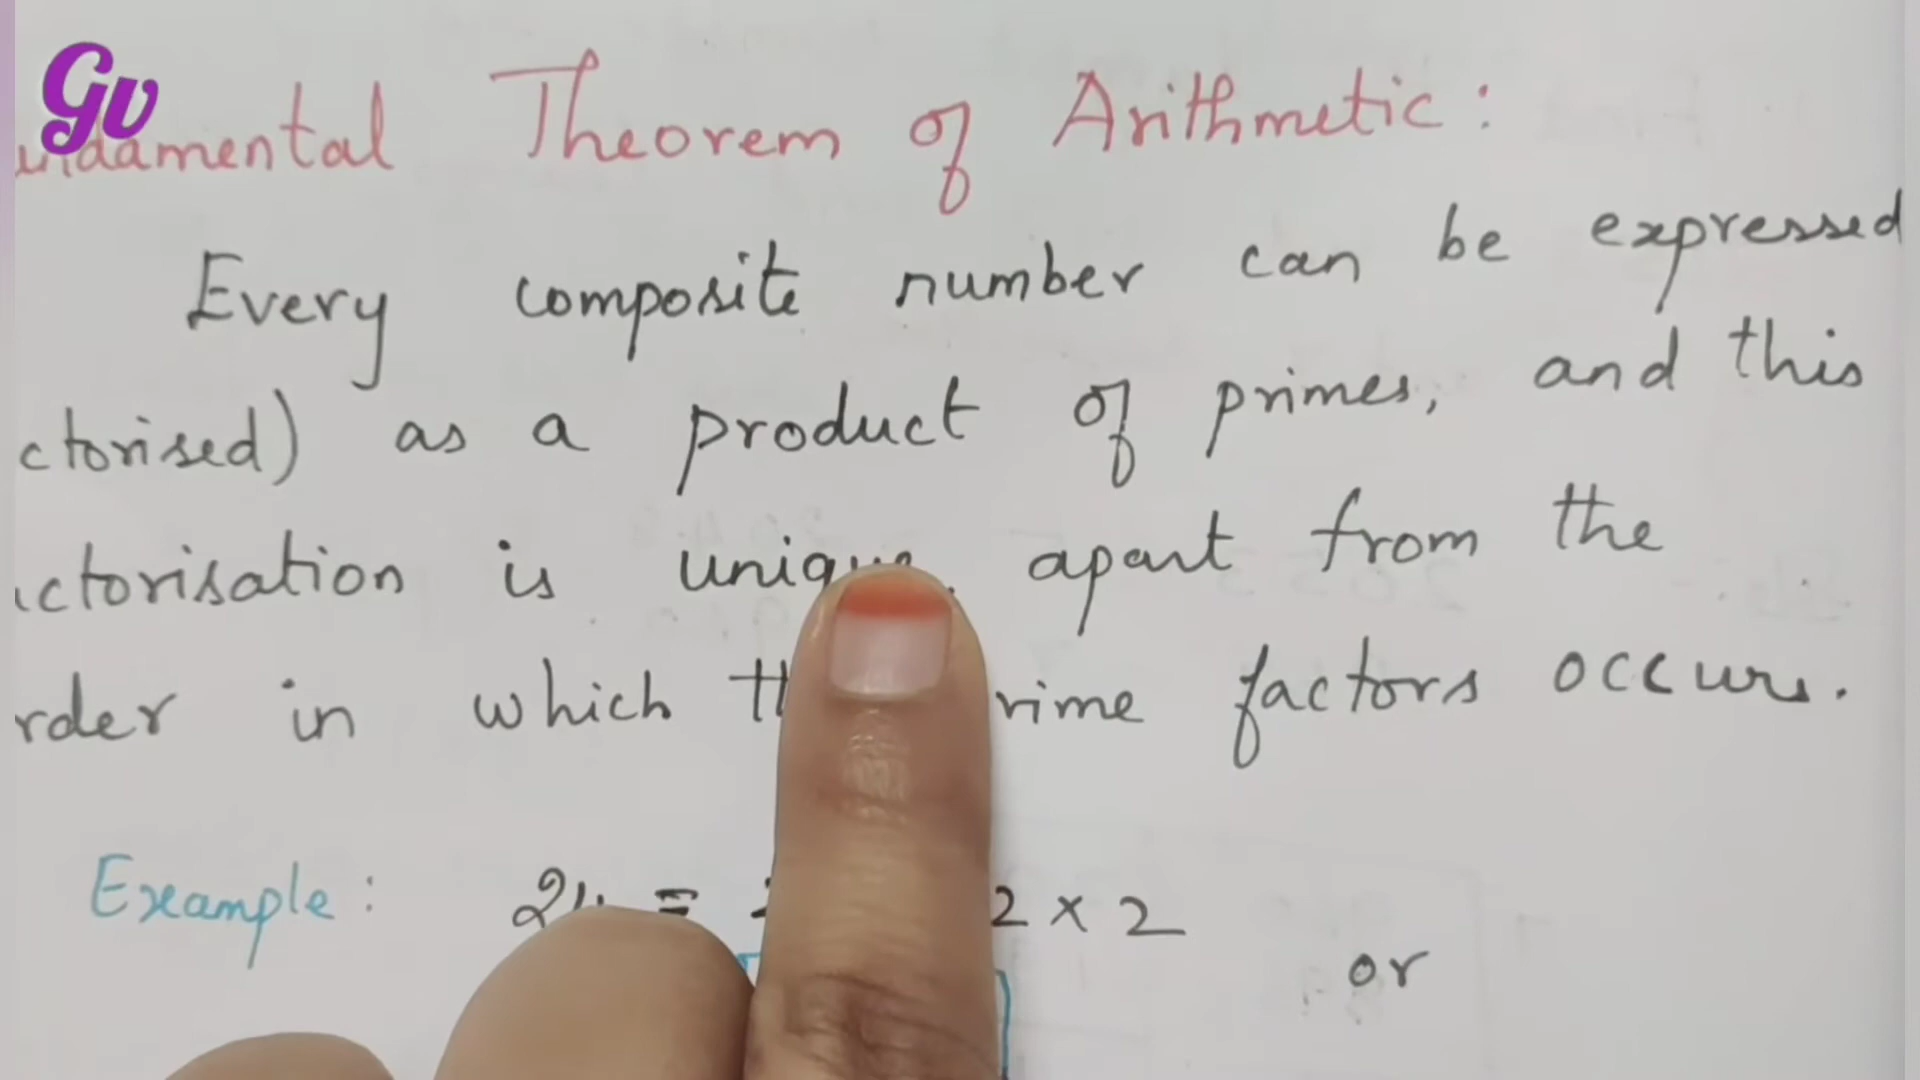 GV
Theorem of Arithmetic:
Every composite number can be expressed
ctorised) as a product of primes, and this
ctorisation is apart from the
rder in which rime factors occurs.
Example: = 2 × 2
or